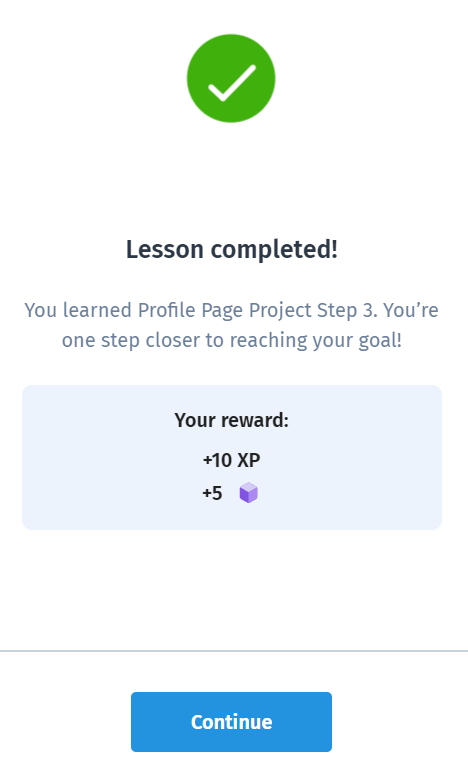 Lesson completed!
You learned Profile Page Project Step 3. You’re
one step closer to reaching your goal!
Your reward:
+10 XP
+5
Continue